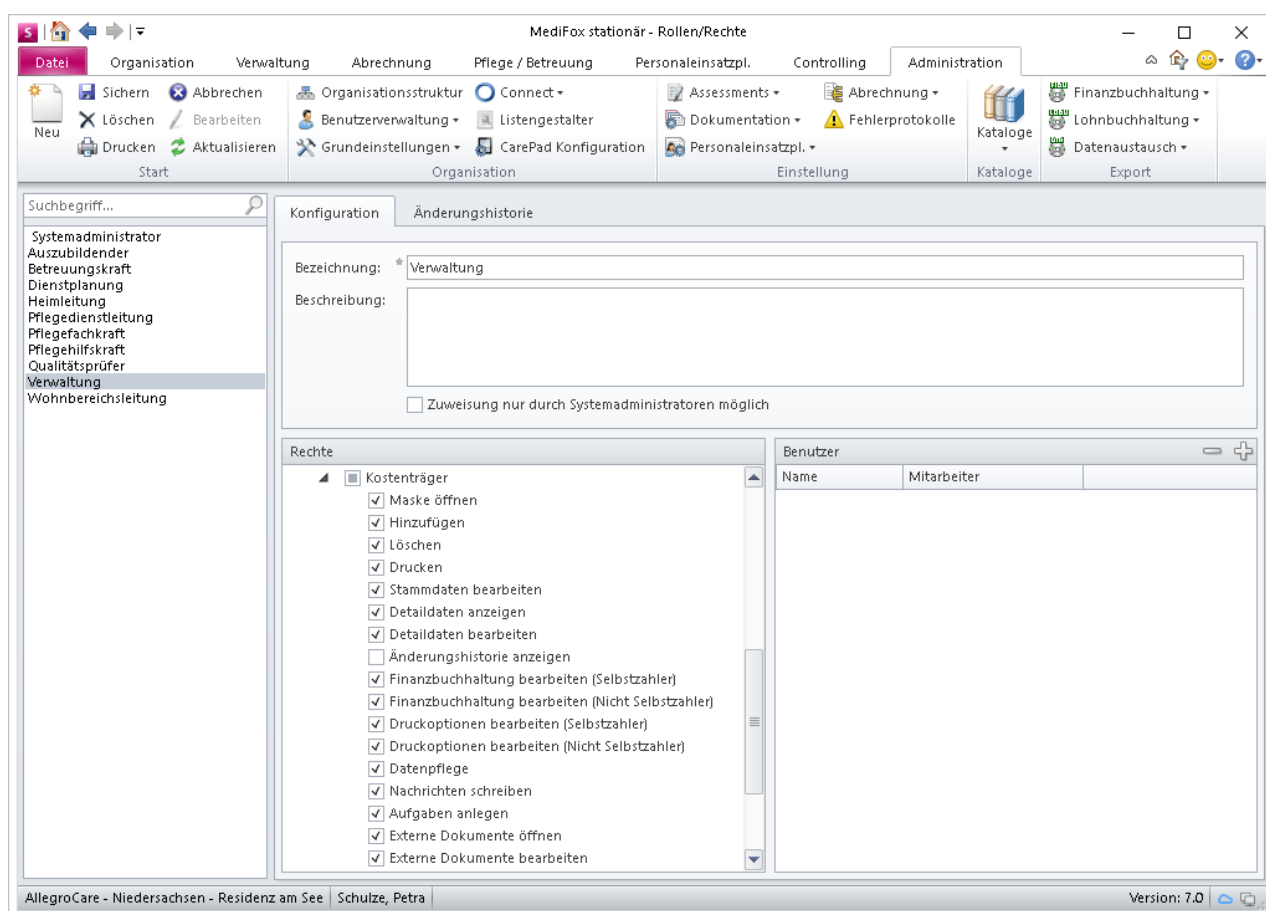 S MediFox stationär - Rollen/Rechte
Datei Organisation Verwaltung Abrechnung Pflege / Betreuung Personaleinsatzpl. Controlling Administration
Neu
Sichern Abbrechen
Löschen Bearbeiten
Drucken Aktualisieren
Start
Organisationsstruktur Connect
Benutzerverwaltung Listengestalter
Grundeinstellungen CarePad Konfiguration
Organisation
Assessments Abrechnung
Dokumentation Fehlerprotokolle
Personaleinsatzpl.
Einstellung
Kataloge
Kataloge
Finanzbuchhaltung
Lohnbuchhaltung
Datenaustausch
Export
Suchbegriff...
Systemadministrator
Auszubildender
Betreuungskraft
Dienstplanung
Heimleitung
Pflegedienstleitung
Pflegefachkraft
Pflegehilfskraft
Qualitätsprüfer
Verwaltung
Wohnbereichsleitung
Konfiguration Änderungshistorie
Bezeichnung: * Verwaltung
Beschreibung:
Zuweisung nur durch Systemadministratoren möglich
Rechte
Kostenträger
Maske öffnen
Hinzufügen
Löschen
Drucken
Stammdaten bearbeiten
Detaildaten anzeigen
Detaildaten bearbeiten
Änderungshistorie anzeigen
Finanzbuchhaltung bearbeiten (Selbstzahler)
Finanzbuchhaltung bearbeiten (Nicht Selbstzahler)
Druckoptionen bearbeiten (Selbstzahler)
Druckoptionen bearbeiten (Nicht Selbstzahler)
Datenpflege
Nachrichten schreiben
Aufgaben anlegen
Externe Dokumente öffnen
Externe Dokumente bearbeiten
Benutzer
Name Mitarbeiter
AllegroCare - Niedersachsen - Residenz am See Schulze, Petra Version: 7.0